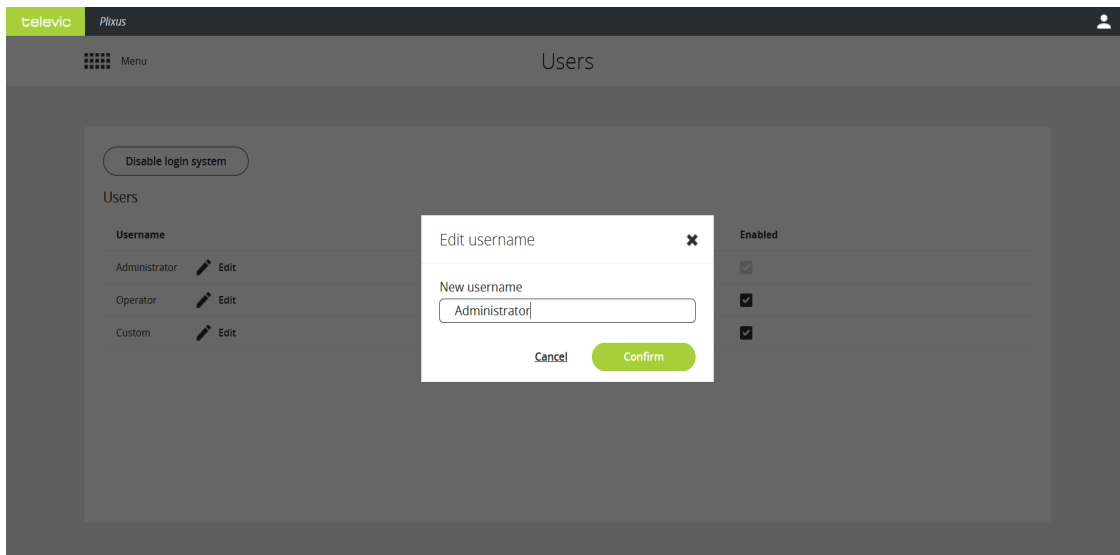 televic Plixus
Menu Users
Disable login system
Users
Username Enabled
Administrator Edit
Operator Edit
Custom Edit
Edit username
New username
Administrator
Cancel Confirm